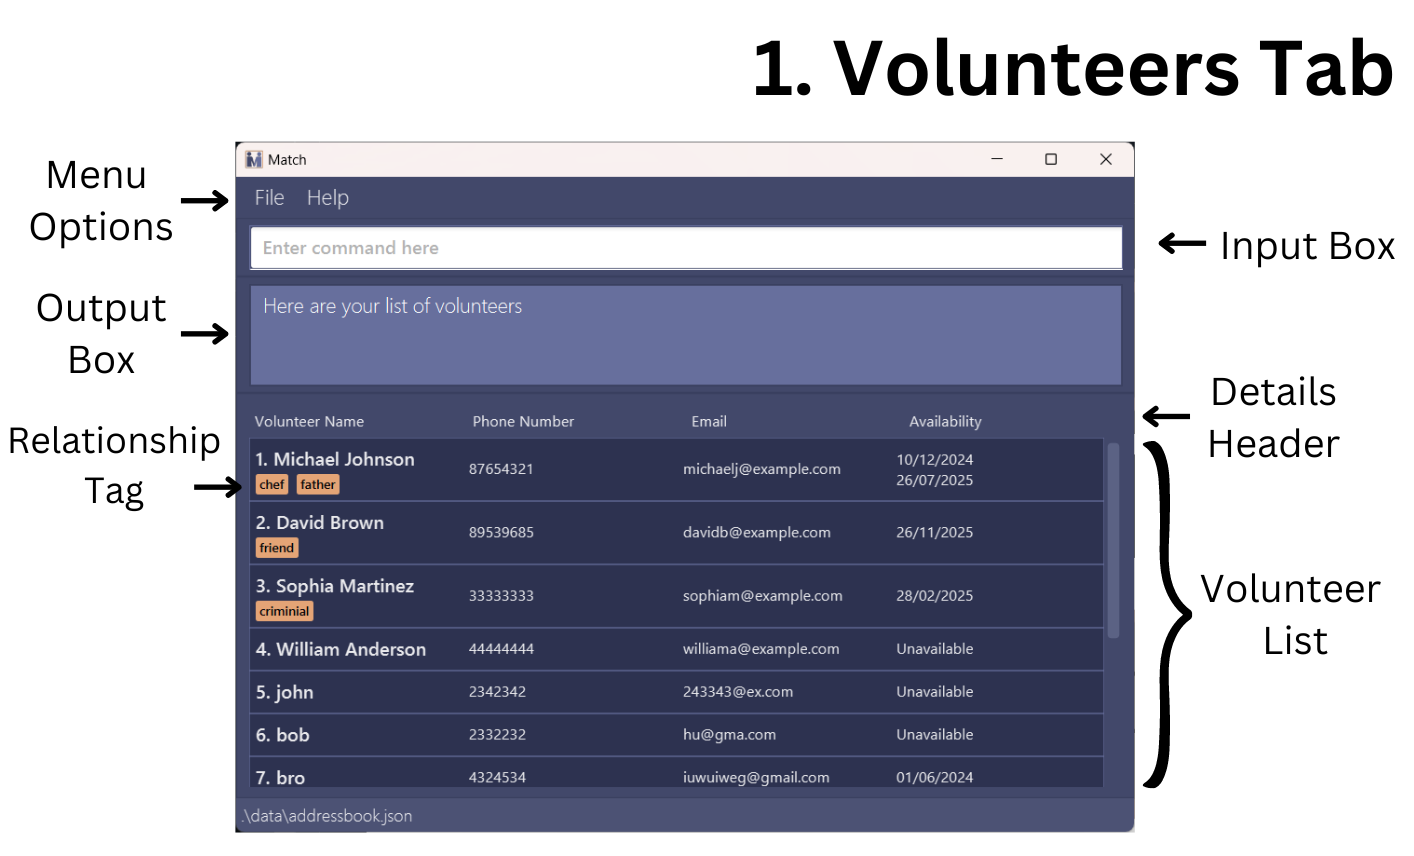 1. Volunteers Tab
Menu
Options
Match
File Help
Enter command here
Input Box
Output
Box
Here are your list of volunteers
Details
Header
Volunteer Name Phone Number Email Availability
Relationship
Tag
1. Michael Johnson 87654321 michaelj@example.com 10/12/2024
26/07/2025
chef father
2. David Brown 89539685 davidb@example.com 26/11/2025
friend
3. Sophia Martinez 33333333 sophiam@example.com 28/02/2025
criminial
4. William Anderson 44444444 williama@example.com Unavailable
5. john 2342342 243343@ex.com Unavailable
6. bob 2332232 hu@gma.com Unavailable
7. bro 4324534 iuwuiweg@gmail.com 01/06/2024
Volunteer
List
.\data\addressbook.json